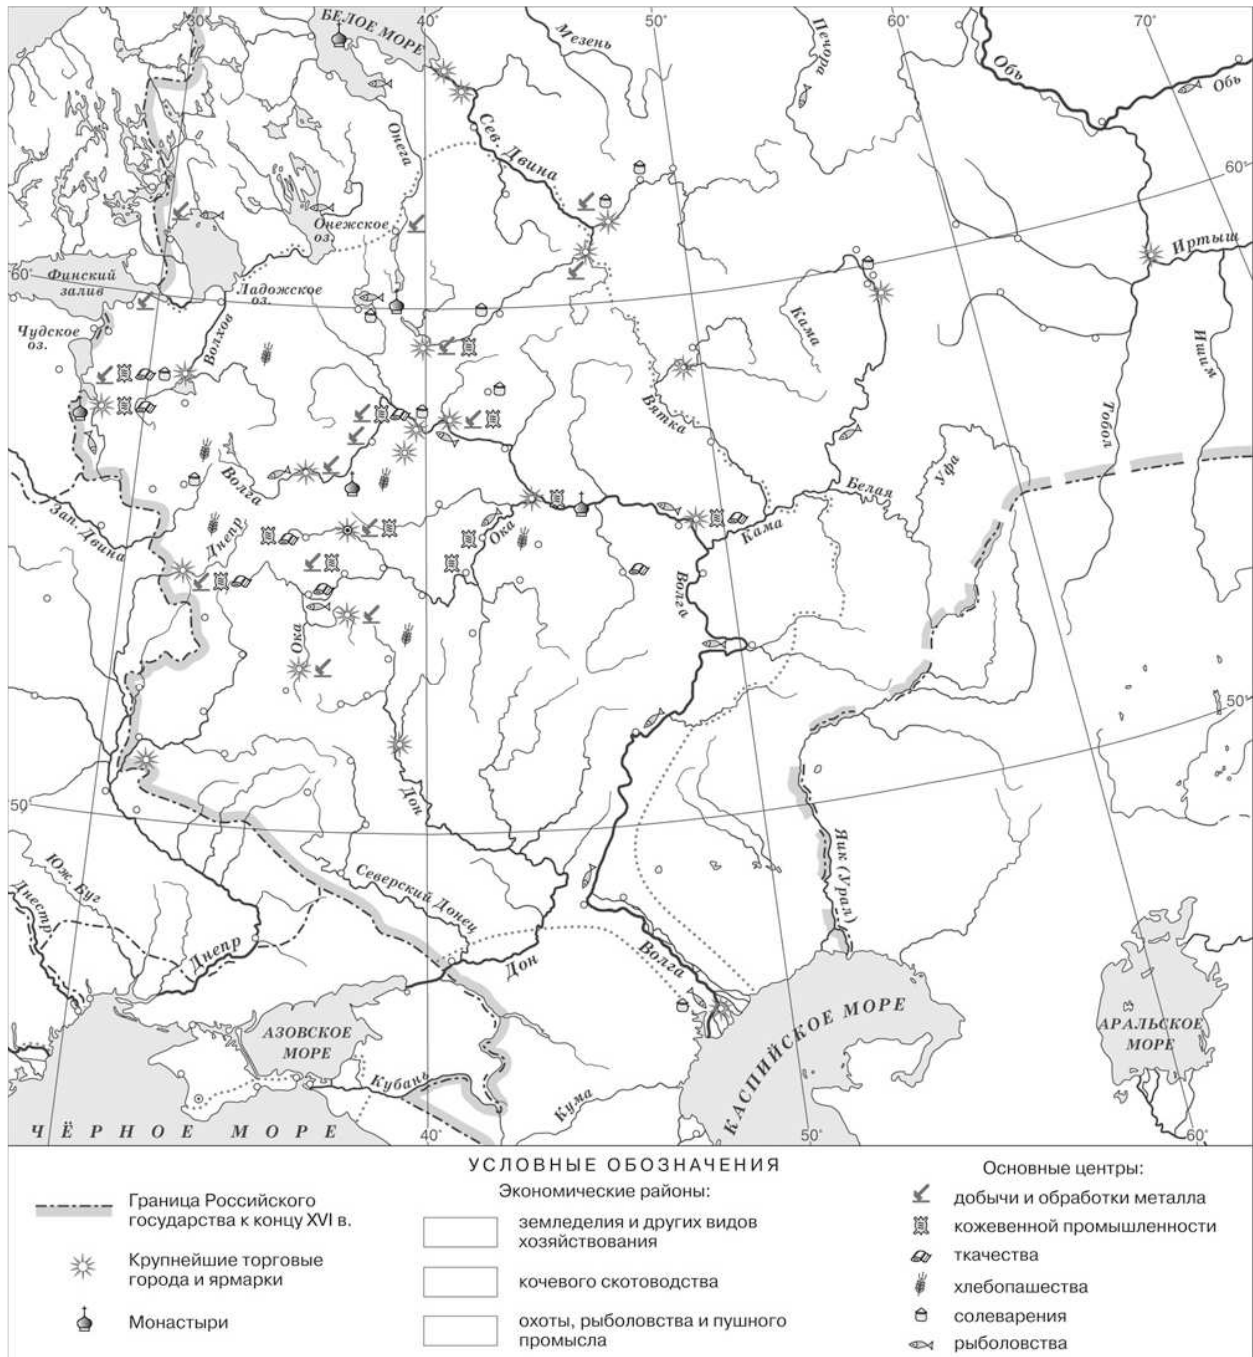 30°
40°
50°
60°
70°
БЕЛОЕ МОРЕ
Мезень
Печора
Обь
Обь
Онега
Сев. Двина
60°
Онежское
оз.
Иртыш
60°
Финский
залив
Ладожское
оз.
Чудское
оз.
Волхов
Кама
Ишим
Вятка
Тобол
Волга
Белая
Уфа
Зап. Двина
Днепр
Ока
Кама
Волга
Ока
50°
50°
Дон
Яик (Урал)
Юж. Буг
Днестр
Северский Донец
Днепр
Дон
Волга
АЗОВСКОЕ
МОРЕ
КАСПИЙСКОЕ МОРЕ
АРАЛЬСКОЕ
МОРЕ
Кубань
Кума
ЧЁРНОЕ МОРЕ
40°
50°
60°
УСЛОВНЫЕ ОБОЗНАЧЕНИЯ
Граница Российского
государства к концу XVI в.
Крупнейшие торговые
города и ярмарки
Монастыри
Экономические районы:
земледелия и других видов
хозяйствования
кочевого скотоводства
охоты, рыболовства и пушного
промысла
Основные центры:
добычи и обработки металла
кожевенной промышленности
ткачества
хлебопашества
солеварения
рыболовства